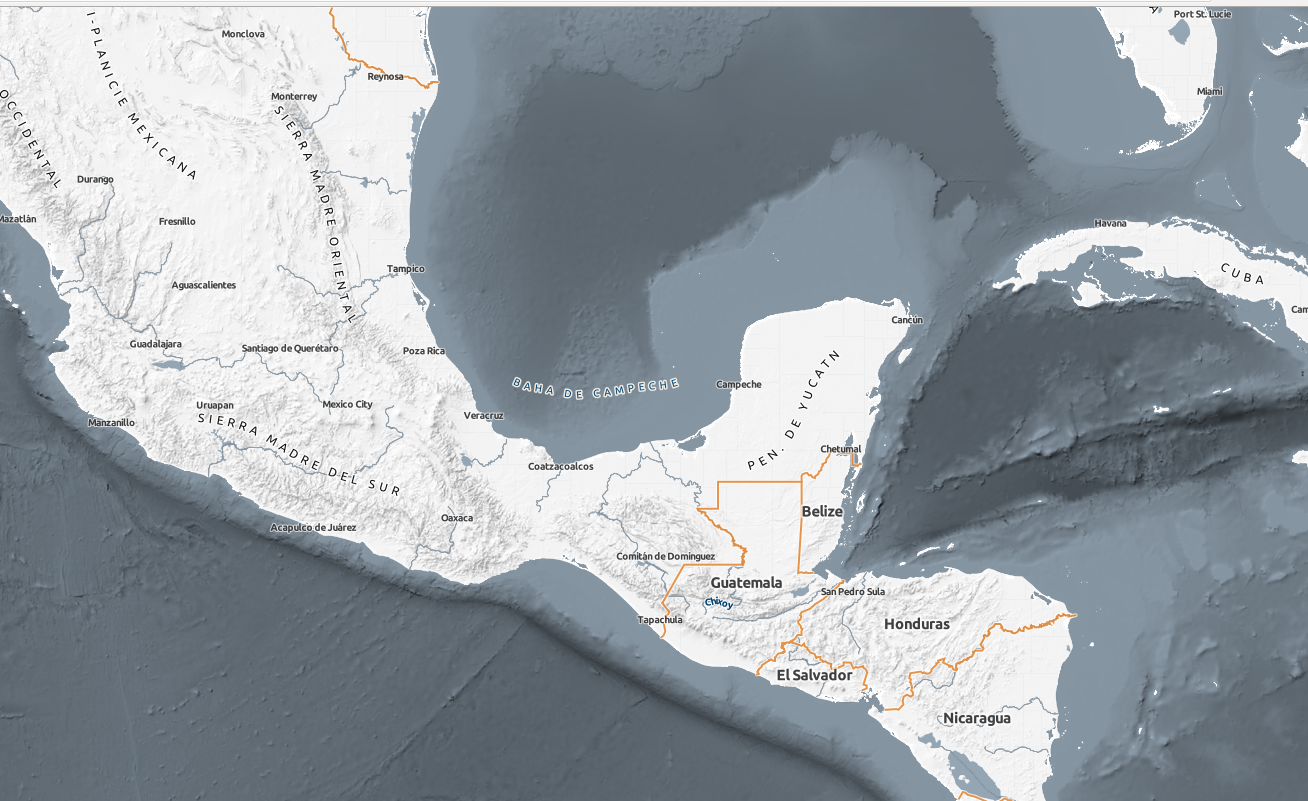 Port St. Lucie
I-PLANICIE MEXICANA
Monclova
Reynosa
Miami
Monterrey
OCCIDENTAL
SIERRA MADRE ORIENTAL
Durango
Mazatlán
Fresnillo
Havana
Tampico
CUBA
Aguascalientes
Cam
Cancún
Guadalajara
Santiago de Querétaro
Poza Rica
BAHA DE CAMPECHE
Campeche
PEN. DE YUCATN
Uruapan
Mexico City
Veracruz
Manzanillo
SIERRA MADRE DEL SUR
Chetumal
Coatzacoalcos
Belize
Oaxaca
Acapulco de Juárez
Comitán de Domínguez
Guatemala
San Pedro Sula
Chixoy
Tapachula
Honduras
El Salvador
Nicaragua